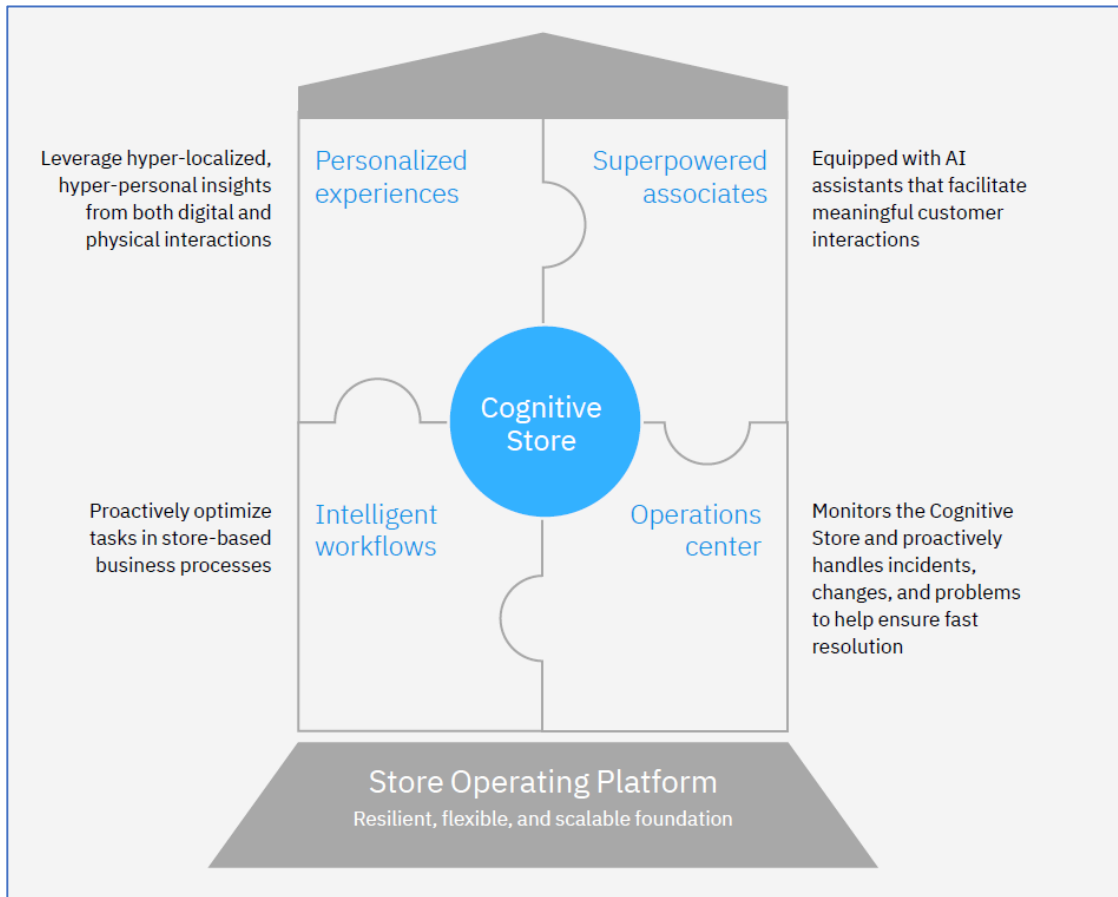 Leverage hyper-localized,
hyper-personal insights
from both digital and
physical interactions
Personalized
experiences
Superpowered
associates
Equipped with AI
assistants that facilitate
meaningful customer
interactions
Cognitive
Store
Proactively optimize
tasks in store-based
business processes
Intelligent
workflows
Operations
center
Monitors the Cognitive
Store and proactively
handles incidents,
changes, and problems
to help ensure fast
resolution
Store Operating Platform
Resilient, flexible, and scalable foundation